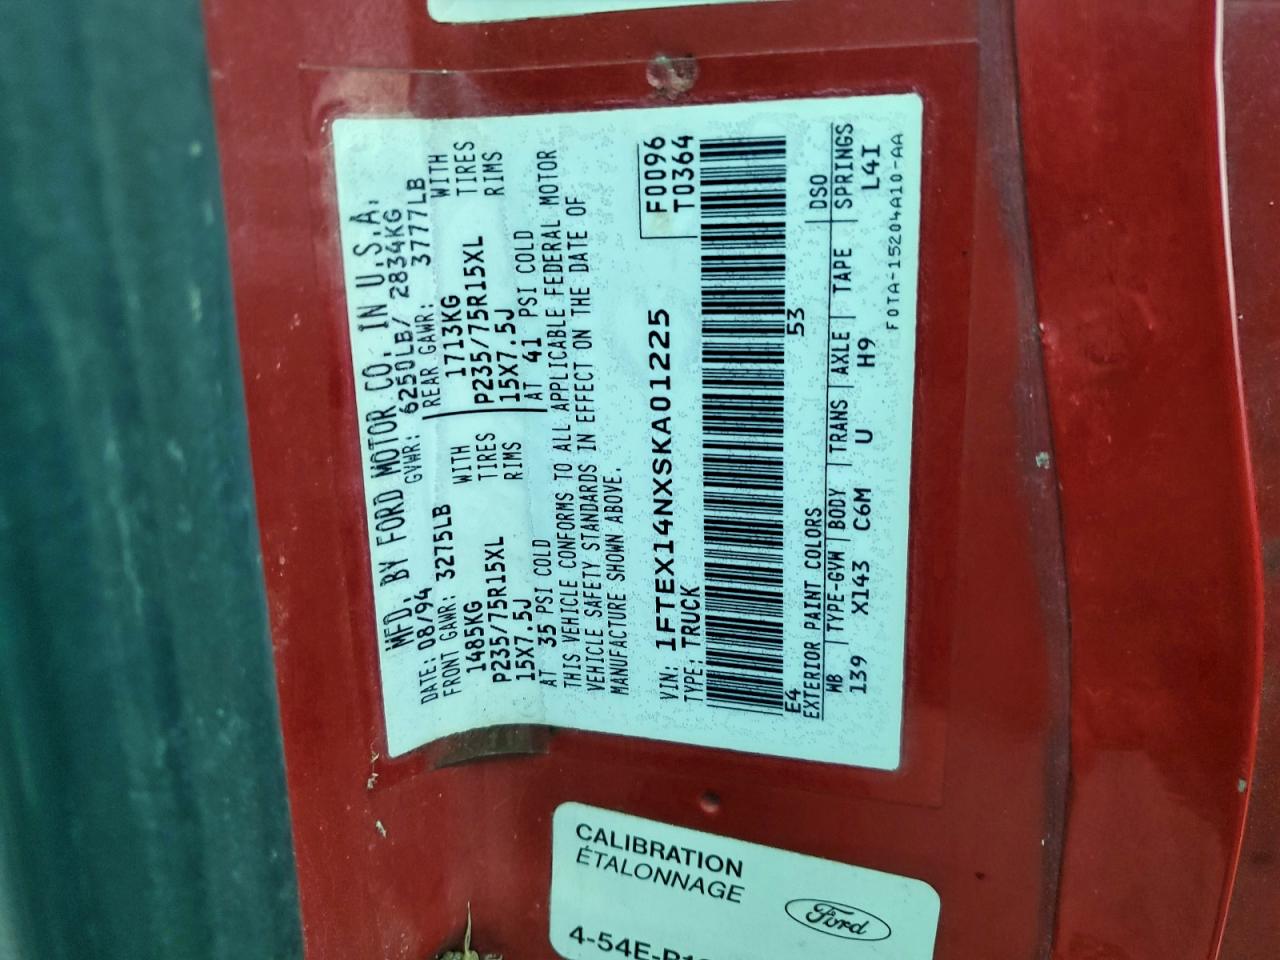 MFD. BY FORD MOTOR CO. IN U.S.A.
DATE: 08/94 GVWR: 6250LB/ 2834KG
FRONT GAWR: 3275LB REAR GAWR: 3777LB
1485KG WITH 1713KG WITH
P235/75R15XL TIRES P235/75R15XL TIRES
15X7.5J RIMS 15X7.5J RIMS
AT 35 PSI COLD AT 41 PSI COLD
THIS VEHICLE CONFORMS TO ALL APPLICABLE FEDERAL MOTOR
VEHICLE SAFETY STANDARDS IN EFFECT ON THE DATE OF
MANUFACTURE SHOWN ABOVE.
VIN: 1FTEX14NXSKA01225 F0096
TYPE: TRUCK T0364
E4 53
EXTERIOR PAINT COLORS DSO
WB TYPE-GVW BODY TRANS AXLE TAPE SPRINGS
139 X143 C6M U H9 L4I
F0TA-15204A10-AA
CALIBRATION
ÉTALONNAGE
Ford